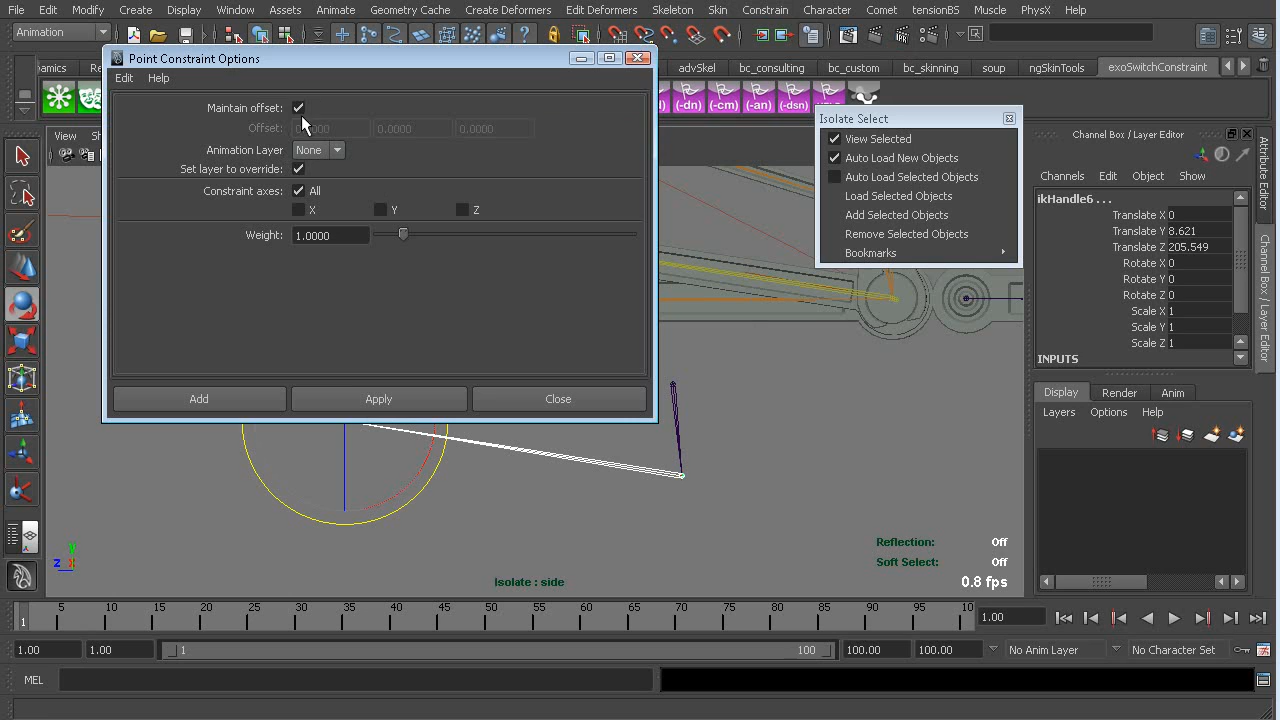 File Edit Modify Create Display Window Assets Animate Geometry Cache Create Deformers Edit Deformers Skeleton Skin Constrain Character Comet tensionBS Muscle PhysX Help
Animation
Point Constraint Options
Edit Help
advSkel bc_consulting bc_custom bc_skinning soup ngSkinTools exoSwitchConstraint
(-dn) (-cm) (-an) (-dsn)
Maintain offset:
Offset: 0.0000 0.0000
Animation Layer None
Set layer to override:
Constraint axes: All
X Y Z
Weight: 1.0000
Add Apply Close
View
Isolate Select
View Selected
Auto Load New Objects
Auto Load Selected Objects
Load Selected Objects
Add Selected Objects
Remove Selected Objects
Bookmarks
Channel Box / Layer Editor
Channels Edit Object Show
ikHandle6 . . .
Translate X 0
Translate Y 8.621
Translate Z 205.549
Rotate X 0
Rotate Y 0
Rotate Z 0
Scale X 1
Scale Y 1
Scale Z 1
INPUTS
Attribute Editor
Channel Box / Layer Editor
Display Render Anim
Layers Options Help
Reflection: Off
Soft Select: Off
0.8 fps
Isolate : side
y
z x
1 5 10 15 20 25 30 35 40 45 50 55 60 65 70 75 80 85 90 95 10 1.00
1.00 1.00 1 100 100.00 100.00 No Anim Layer No Character Set
MEL